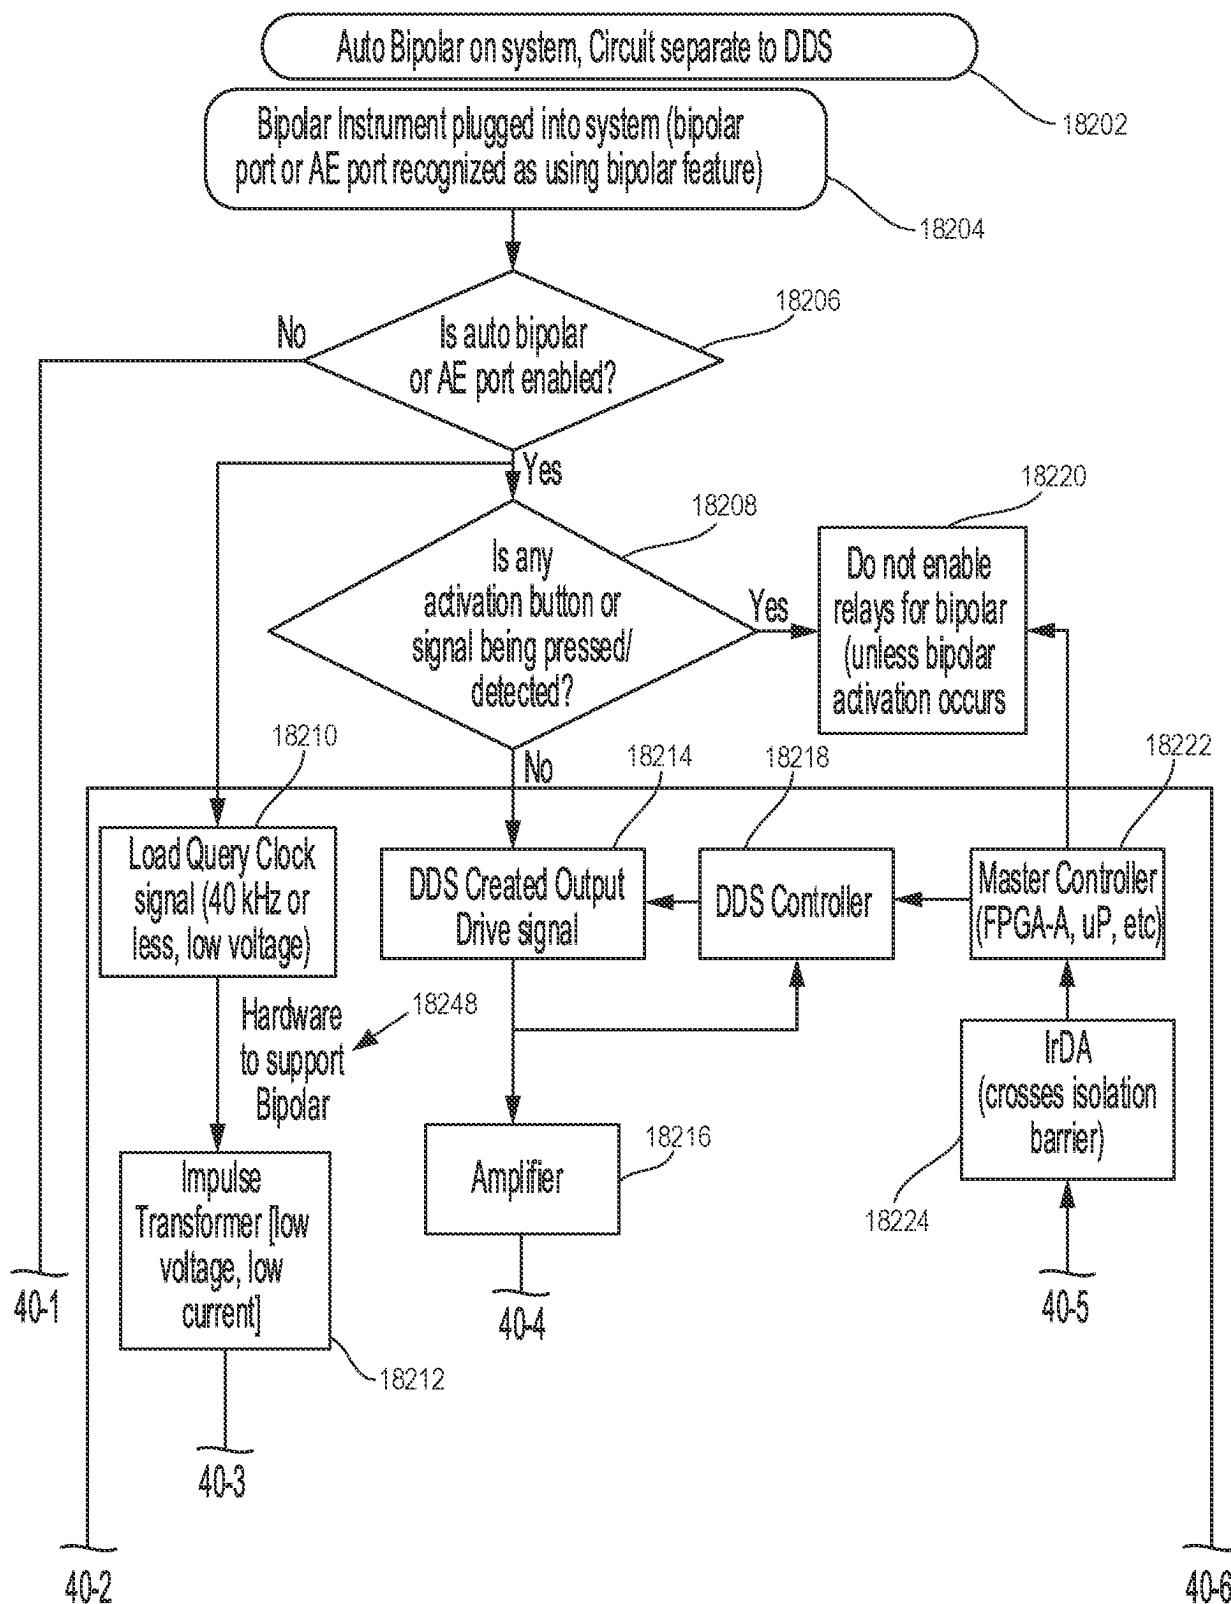 Auto Bipolar on system, Circuit separate to DDS
18202
Bipolar Instrument plugged into system (bipolar
port or AE port recognized as using bipolar feature)
18204
18206
No
Is auto bipolar
or AE port enabled?
Yes
18208
18220
Is any
activation button or
signal being pressed/
detected?
Yes
Do not enable
relays for bipolar
(unless bipolar
activation occurs
No
18210
18214
18218
18222
Load Query Clock
signal (40 kHz or
less, low voltage)
DDS Created Output
Drive signal
DDS Controller
Master Controller
(FPGA-A, uP, etc)
Hardware
to support
Bipolar
18248
IrDA
(crosses isolation
barrier)
18224
Amplifier
18216
Impulse
Transformer [low
voltage, low
current]
18212
40-1
40-4
40-5
40-3
40-2
40-6